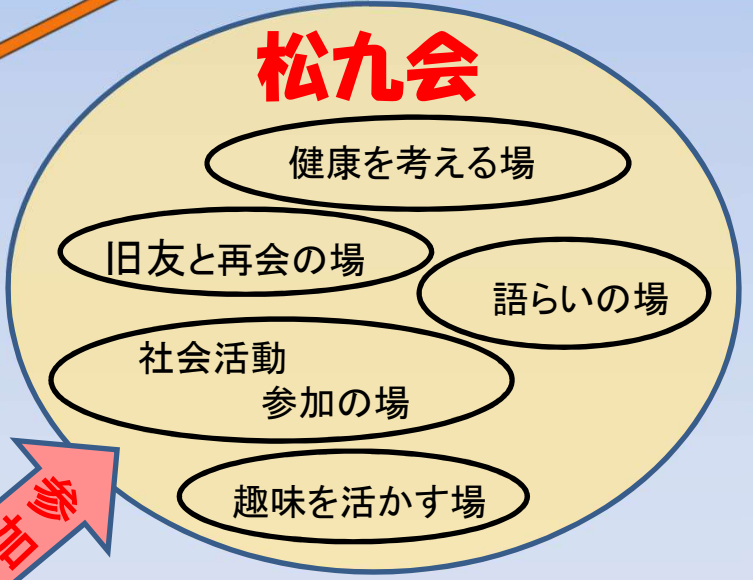 松九会
健康を考える場
旧友と再会の場
語らいの場
社会活動
参加の場
趣味を活かす場
参加